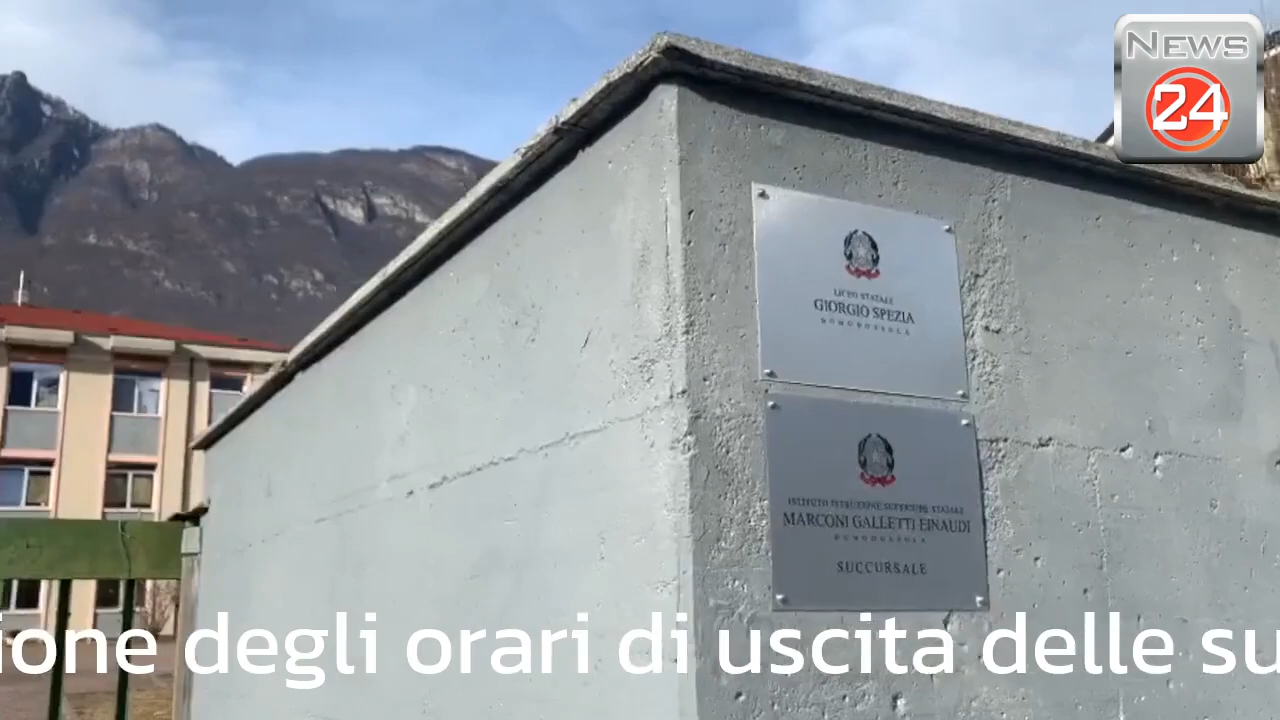 NEWS
24
LICEO STATALE
GIORGIO SPEZIA
DOMODOSSOLA
ISTITUTO ISTRUZIONE SUPERIORE STATALE
MARCONI GALLETTI EINAUDI
DOMODOSSOLA
SUCCURSALE
ione degli orari di uscita delle su